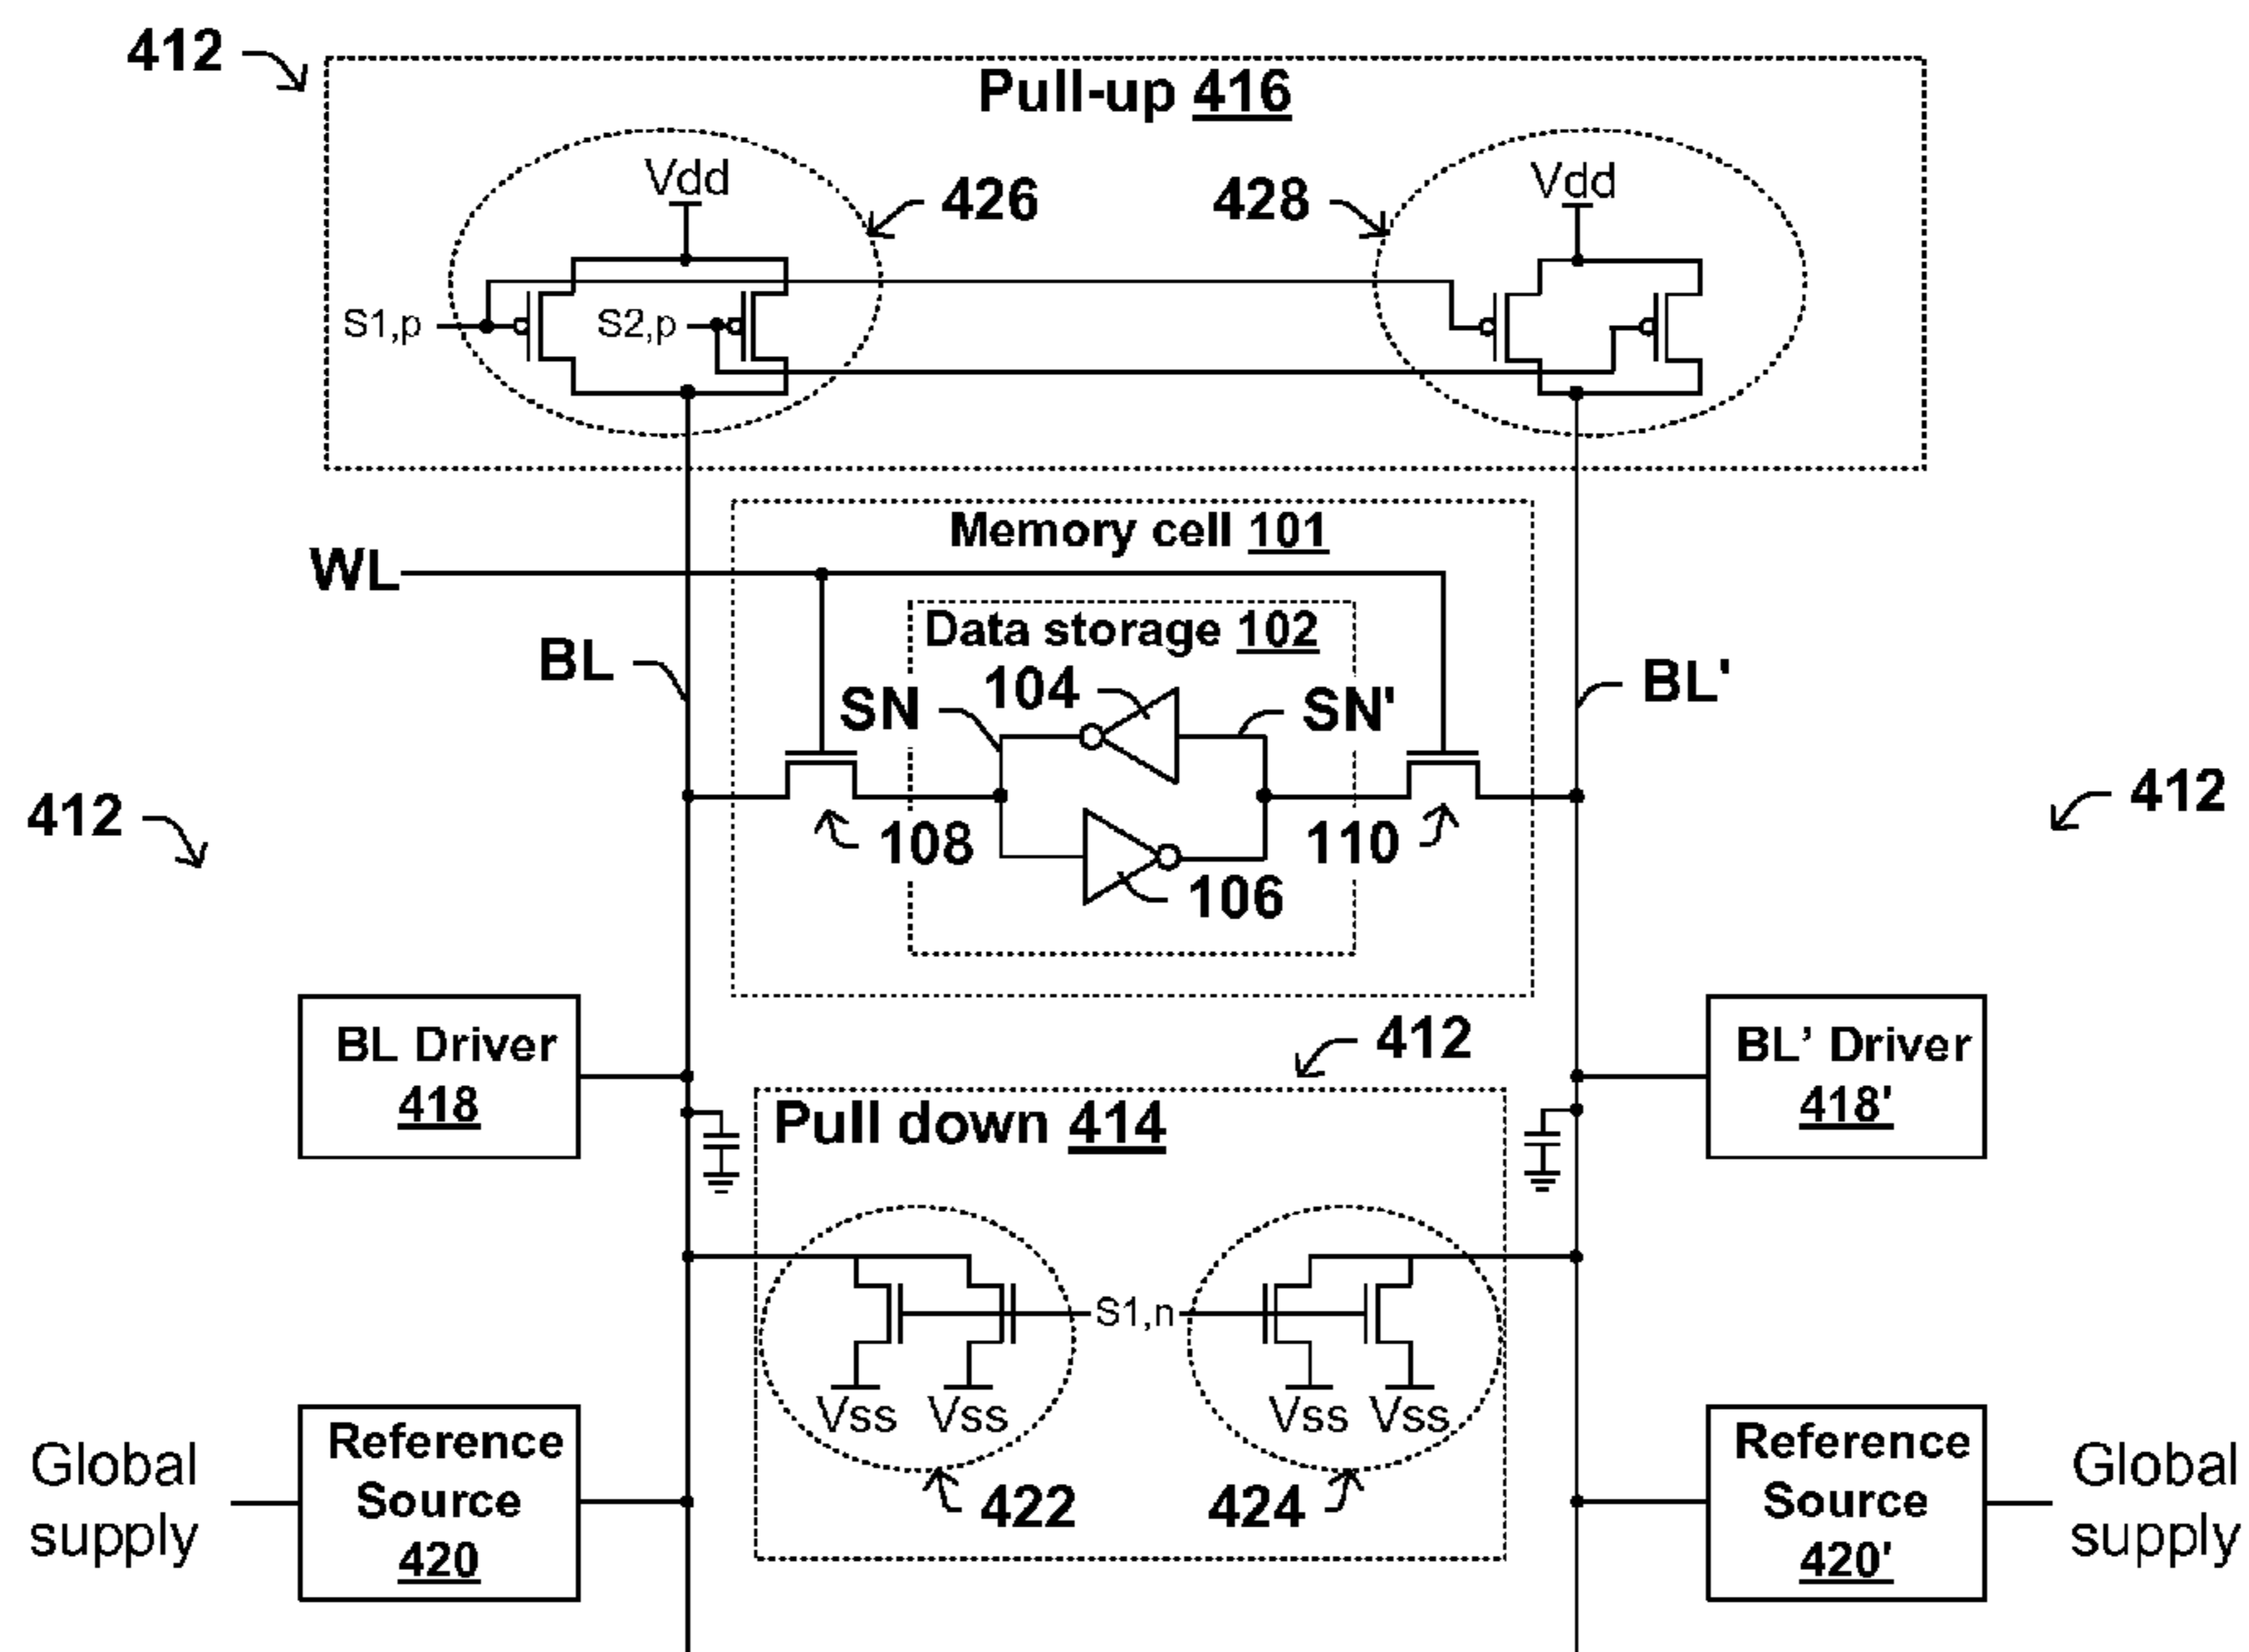 412
Pull-up 416
Vdd
426
428
Vdd
S1,p
S2,p
Memory cell 101
WL
Data storage 102
BL
104
BL'
SN
SN'
412
412
108
110
106
BL Driver
418
412
BL’ Driver
418'
Pull down 414
S1,n
Vss Vss
Vss Vss
Global
supply
Reference
Source
420
422
424
Reference
Source
420'
Global
supply